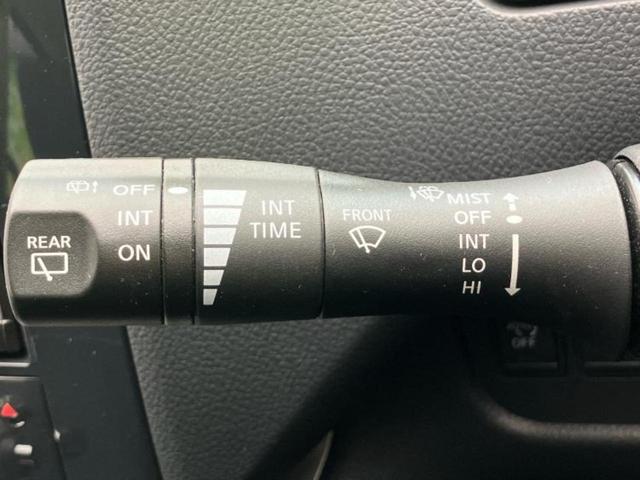 REAR
OFF
INT
ON
INT
TIME
FRONT
MIST
OFF
INT
LO
HI
OFF